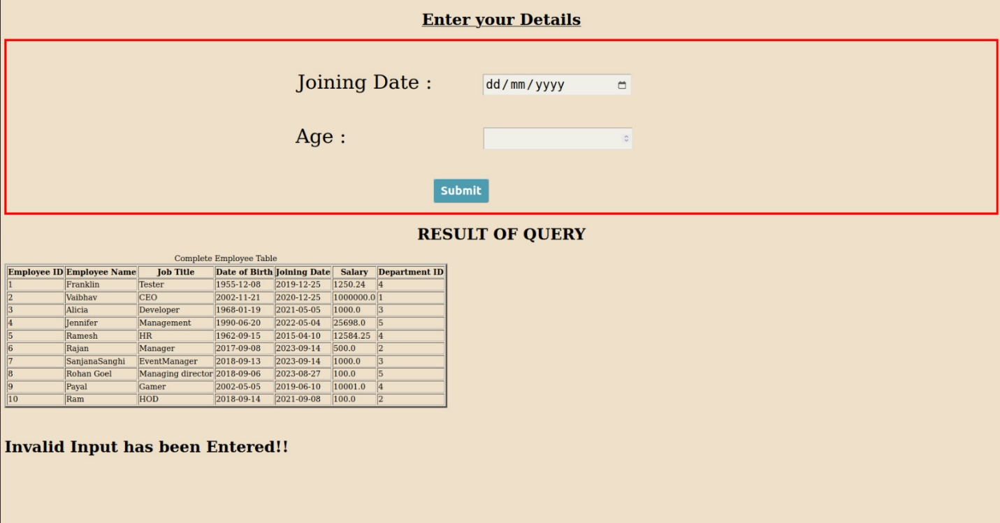 Enter your Details
Joining Date : dd/mm/yyyy
Age :
Submit
RESULT OF QUERY
Complete Employee Table
Employee ID Employee Name Job Title Date of Birth Joining Date Salary Department ID
1 Franklin Tester 1955-12-08 2019-12-25 1250.24 4
2 Vaibhav CEO 2002-11-21 2020-12-25 1000000.0 1
3 Alicia Developer 1968-01-19 2021-05-05 1000.0 3
4 Jennifer Management 1990-06-20 2022-05-04 25698.0 5
5 Ramesh HR 1962-09-15 2015-04-10 12584.25 4
6 Rajan Manager 2017-09-08 2023-09-14 500.0 2
7 SanjanaSanghi EventManager 2018-09-13 2023-09-14 1000.0 3
8 Rohan Goel Managing director 2018-09-06 2023-08-27 100.0 5
9 Payal Gamer 2002-05-05 2019-06-10 10001.0 4
10 Ram HOD 2018-09-14 2021-09-08 100.0 2
Invalid Input has been Entered!!